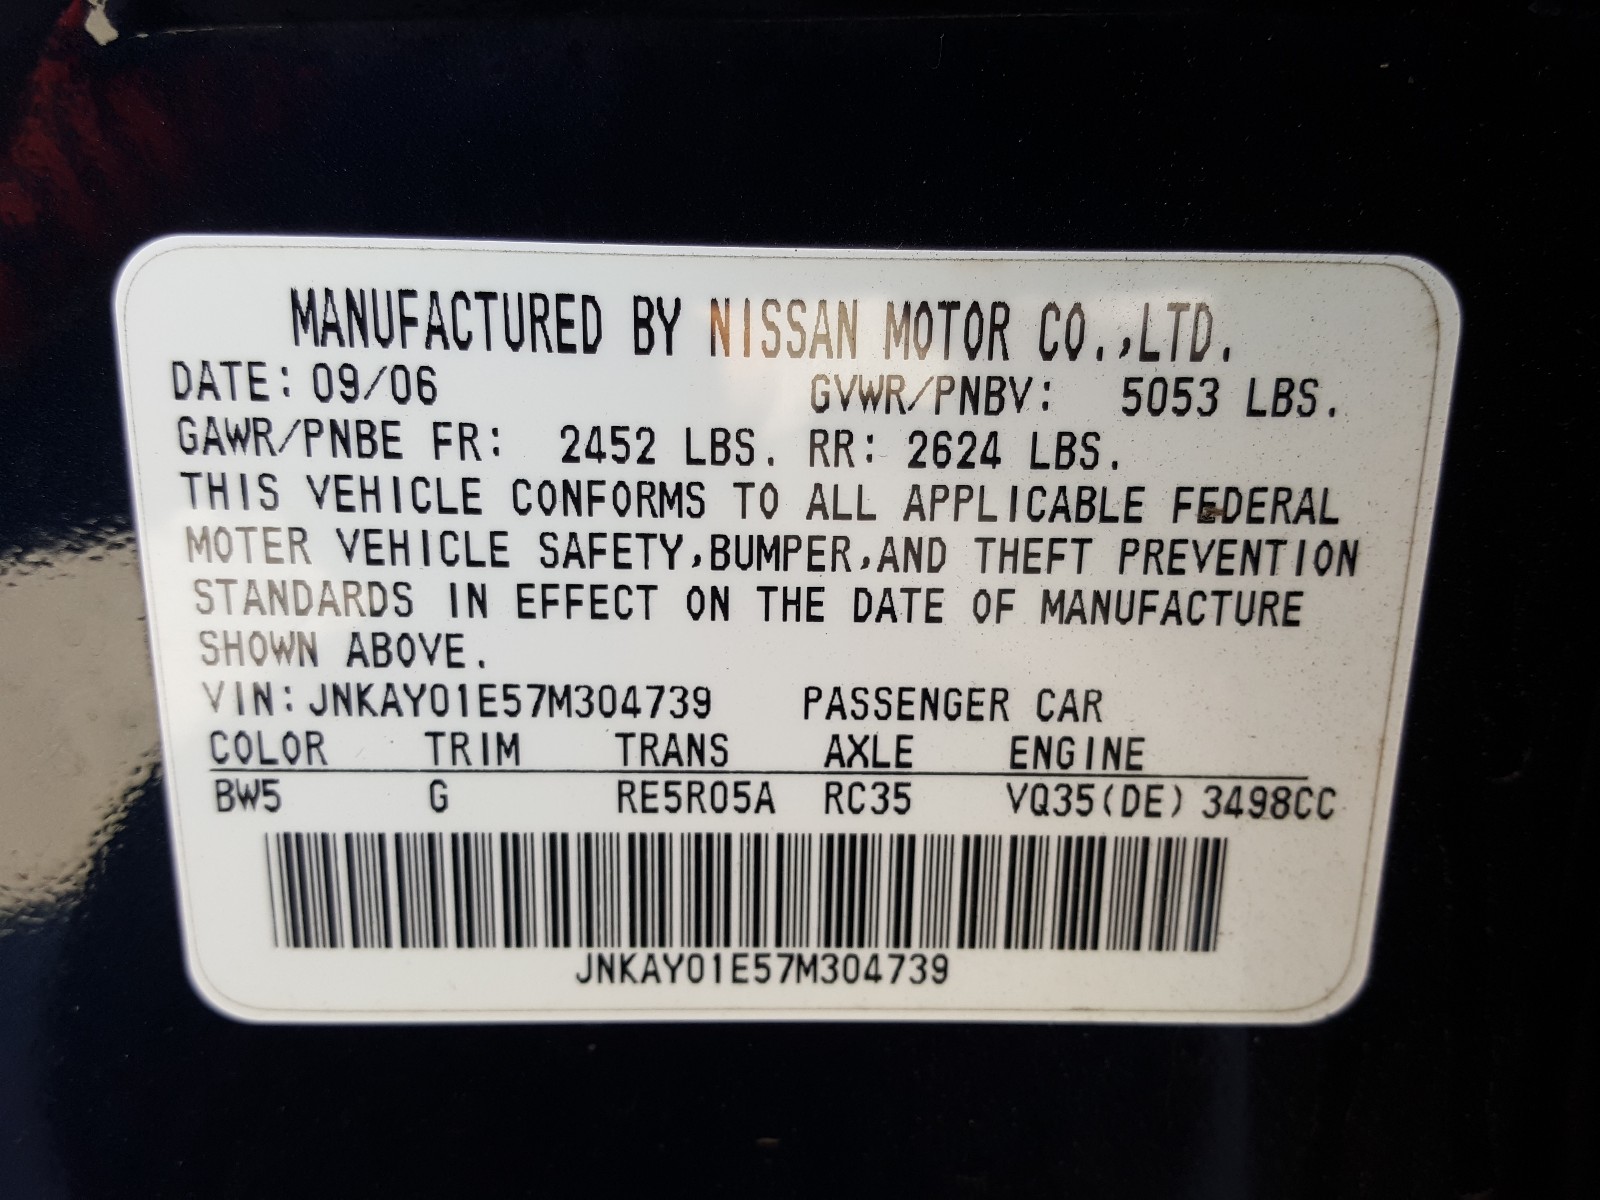 MANUFACTURED BY NISSAN MOTOR CO.,LTD.
DATE: 09/06 GVWR/PNBV: 5053 LBS.
GAWR/PNBE FR: 2452 LBS. RR: 2624 LBS.
THIS VEHICLE CONFORMS TO ALL APPLICABLE FEDERAL
MOTER VEHICLE SAFETY,BUMPER,AND THEFT PREVENTION
STANDARDS IN EFFECT ON THE DATE OF MANUFACTURE
SHOWN ABOVE.
VIN:JNKAY01E57M304739 PASSENGER CAR
COLOR TRIM TRANS AXLE ENGINE
BW5 G RE5R05A RC35 VQ35(DE) 3498CC
JNKAY01E57M304739